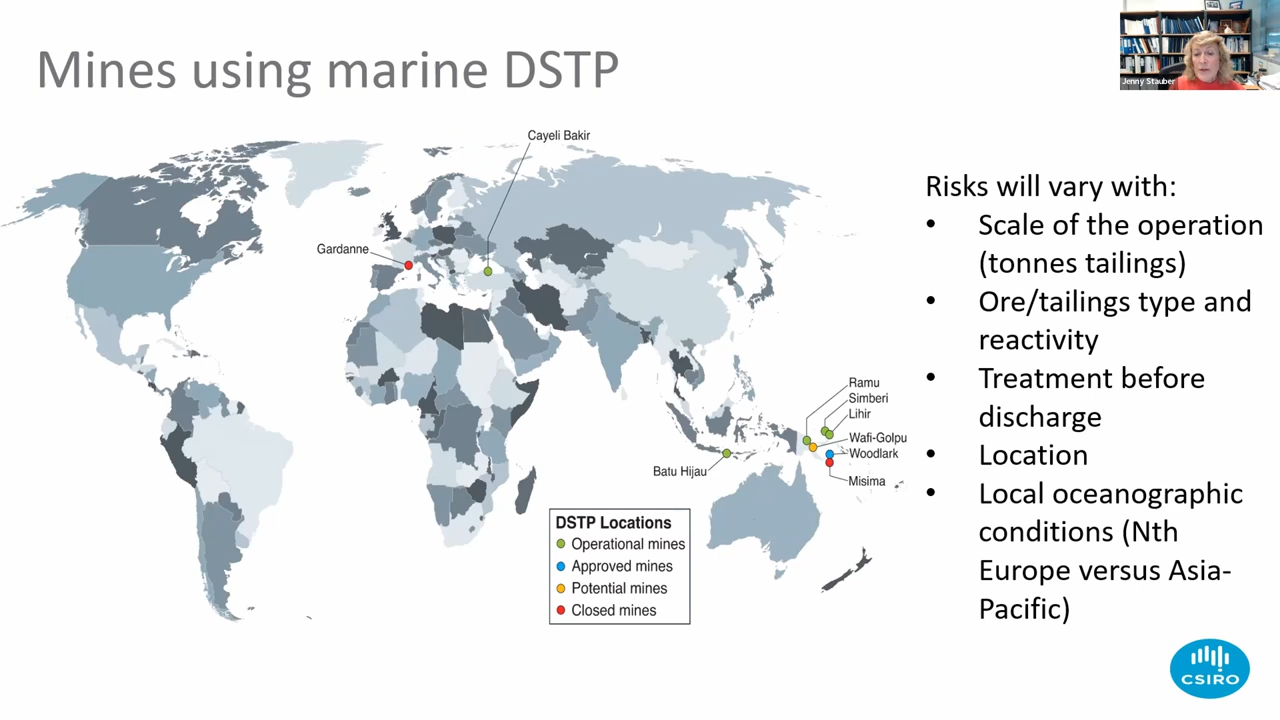 Mines using marine DSTP
Jenny Stauber
Cayeli Bakir
Gardanne
Ramu
Simberi
Lihir
Wafi-Golpu
Woodlark
Batu Hijau
Misima
DSTP Locations
Operational mines
Approved mines
Potential mines
Closed mines
Risks will vary with:
• Scale of the operation
(tonnes tailings)
• Ore/tailings type and
reactivity
• Treatment before
discharge
• Location
• Local oceanographic
conditions (Nth
Europe versus Asia-
Pacific)
CSIRO